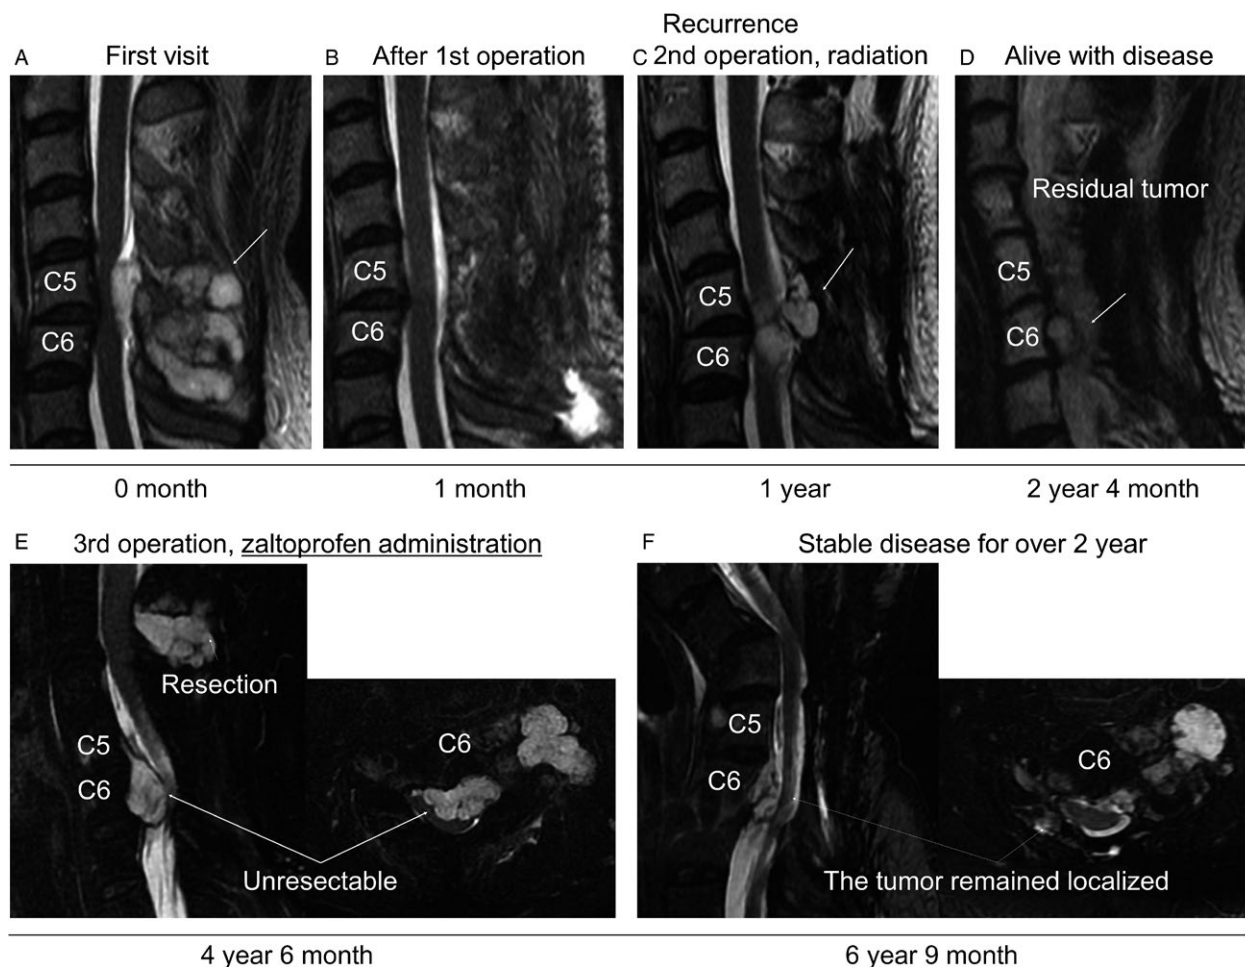 Recurrence
A First visit
B After 1st operation
C 2nd operation, radiation
D Alive with disease
C5
C6
C5
C6
C5
C6
Residual tumor
C5
C6
0 month
1 month
1 year
2 year 4 month
E 3rd operation, zaltoprofen administration
F Stable disease for over 2 year
Resection
C5
C6
C6
Unresectable
C5
C6
C6
The tumor remained localized
4 year 6 month
6 year 9 month